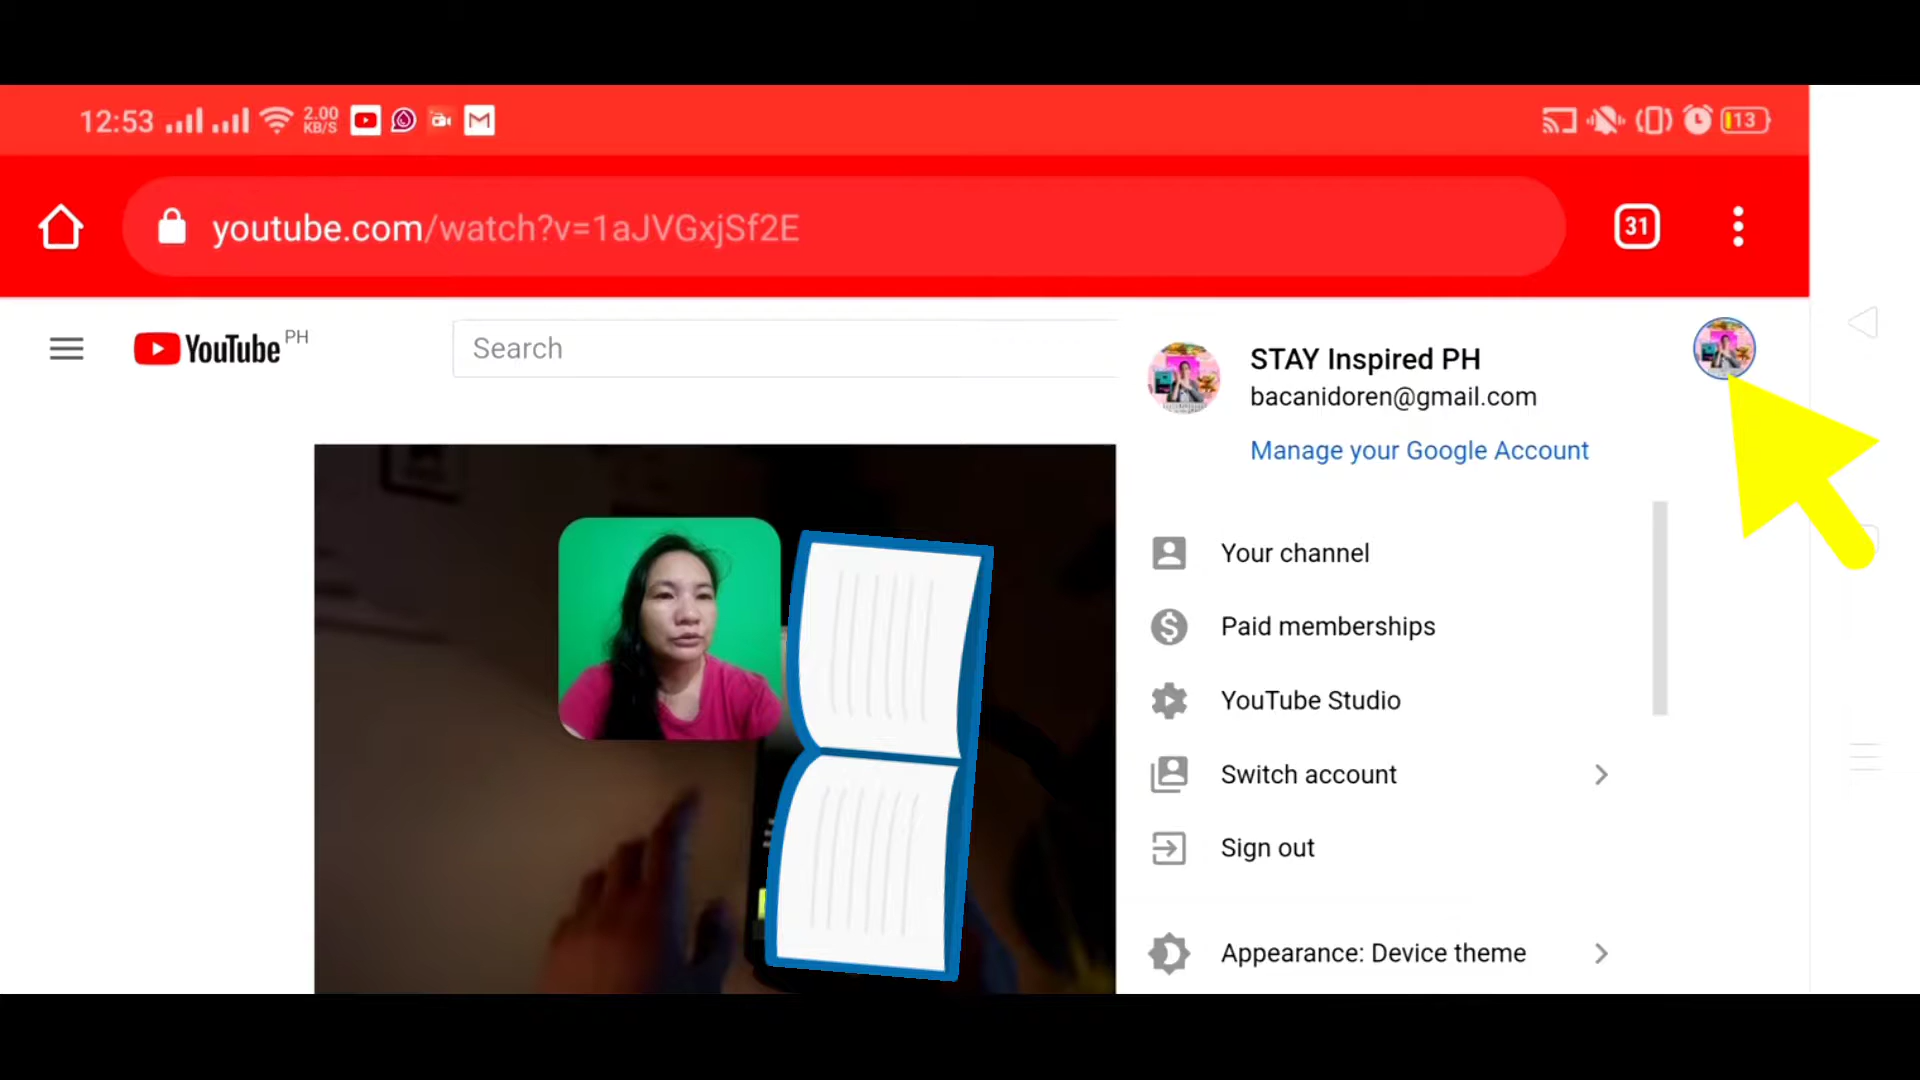 12:53
2.00
KB/S
13
youtube.com/watch?v=1aJVGxjSf2E
31
YouTube PH
Search
STAY Inspired PH
bacanidoren@gmail.com
Manage your Google Account
Your channel
Paid memberships
YouTube Studio
Switch account
Sign out
Appearance: Device theme